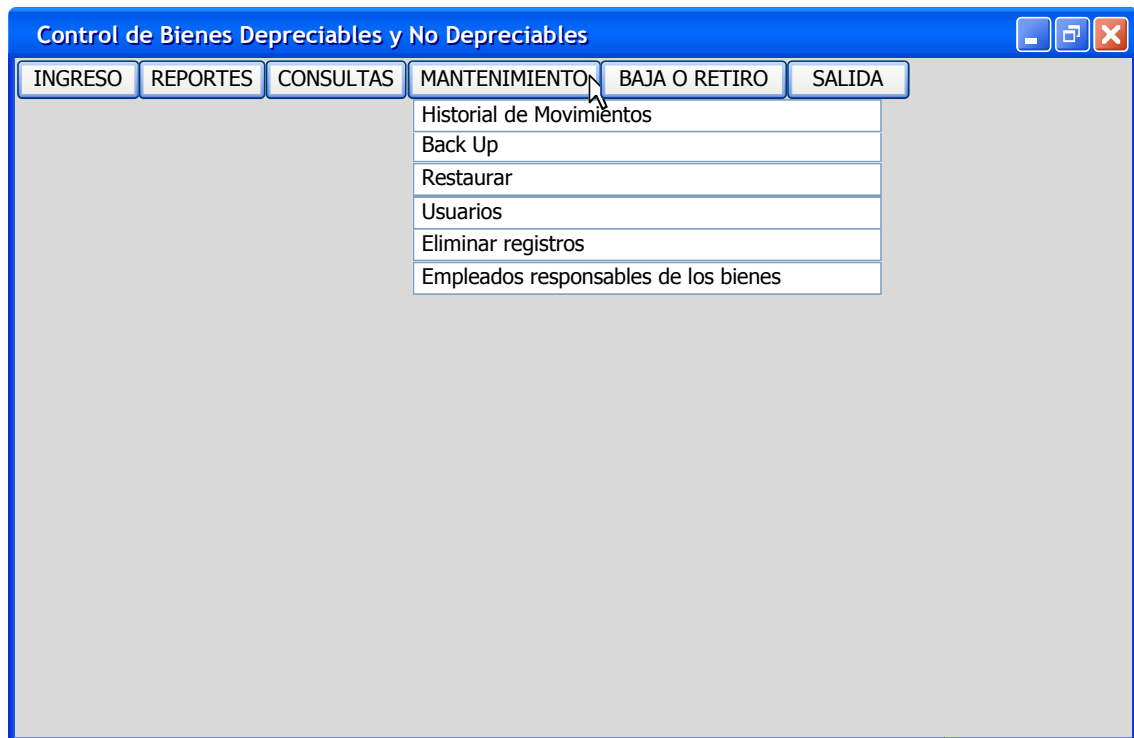 Control de Bienes Depreciables y No Depreciables
INGRESO REPORTES CONSULTAS MANTENIMIENTO BAJA O RETIRO SALIDA
Historial de Movimientos
Back Up
Restaurar
Usuarios
Eliminar registros
Empleados responsables de los bienes